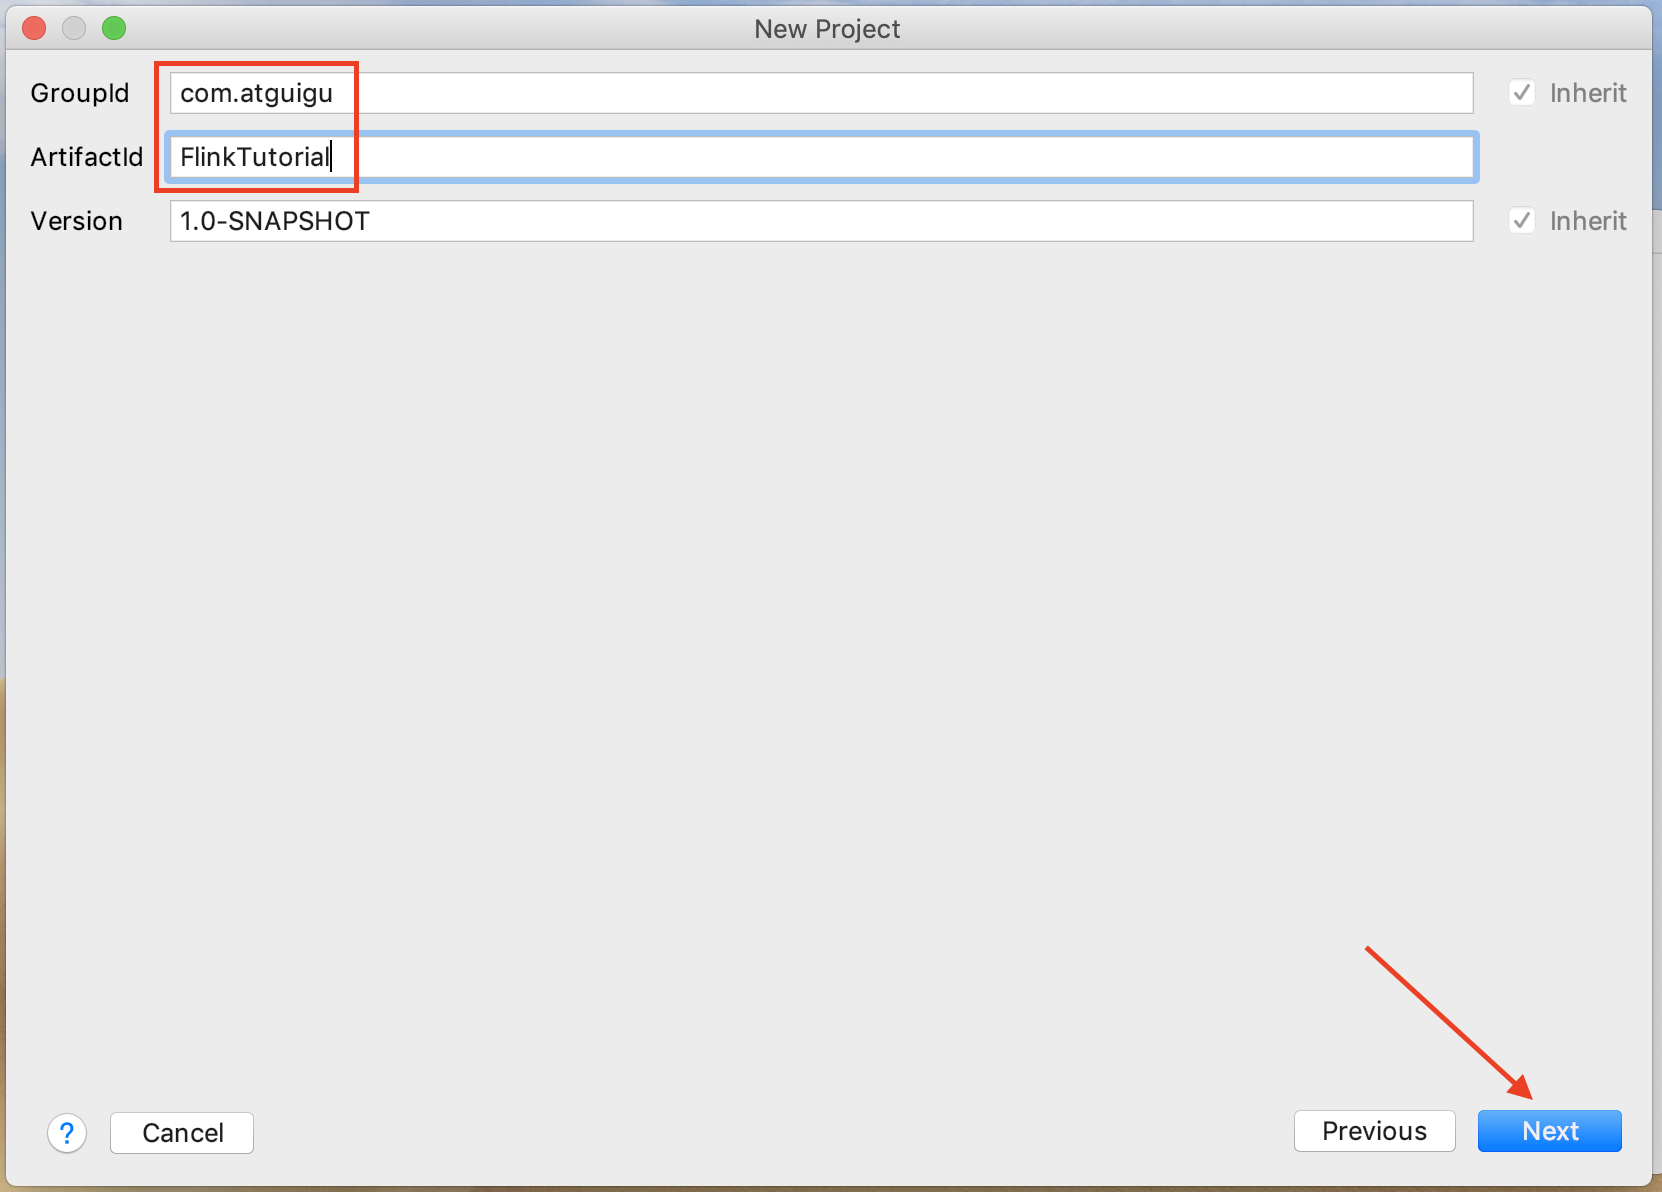 New Project
GroupId com.atguigu Inherit
ArtifactId FlinkTutorial
Version 1.0-SNAPSHOT Inherit
? Cancel Previous Next